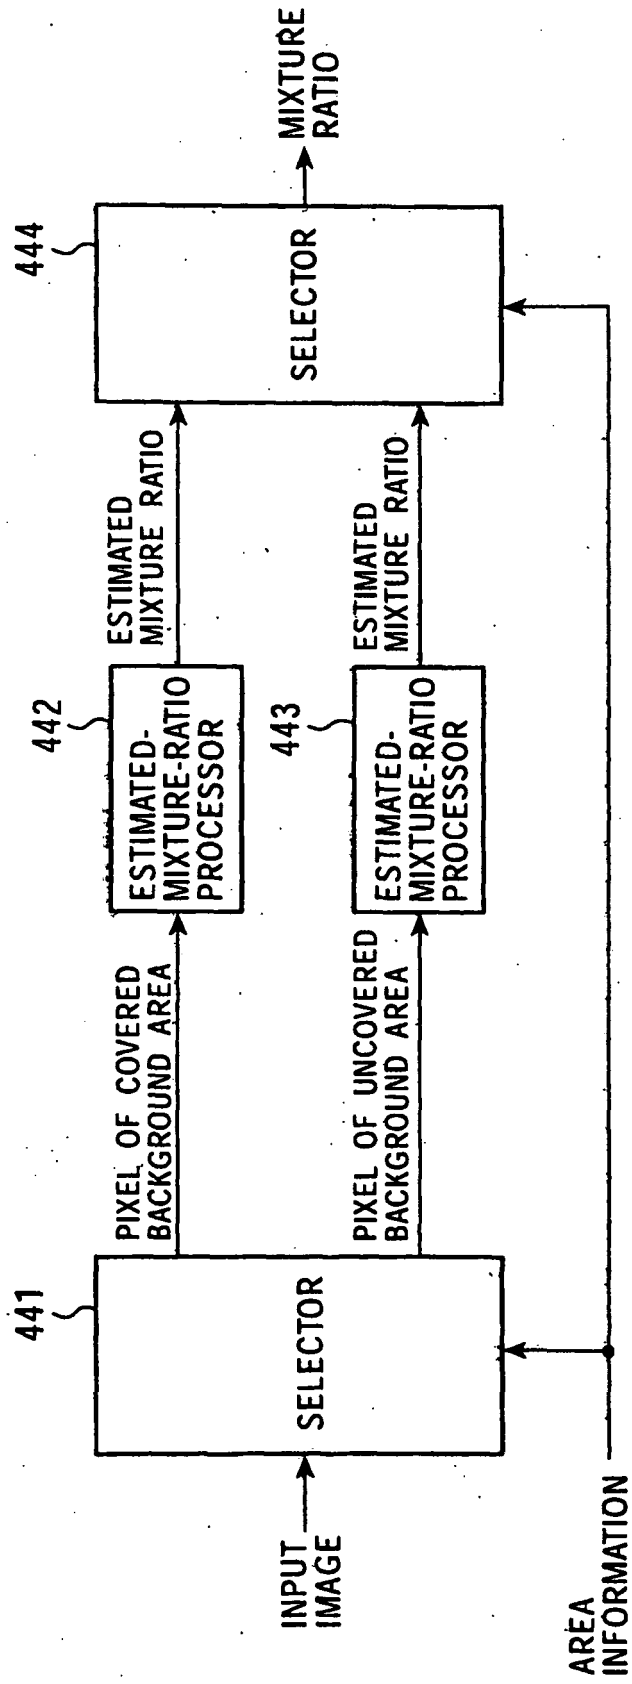 INPUT
IMAGE
AREA
INFORMATION
441
SELECTOR
PIXEL OF COVERED
BACKGROUND AREA
PIXEL OF UNCOVERED
BACKGROUND AREA
442
ESTIMATED-
MIXTURE-RATIO
PROCESSOR
443
ESTIMATED-
MIXTURE-RATIO
PROCESSOR
ESTIMATED
MIXTURE RATIO
ESTIMATED
MIXTURE RATIO
444
SELECTOR
MIXTURE
RATIO